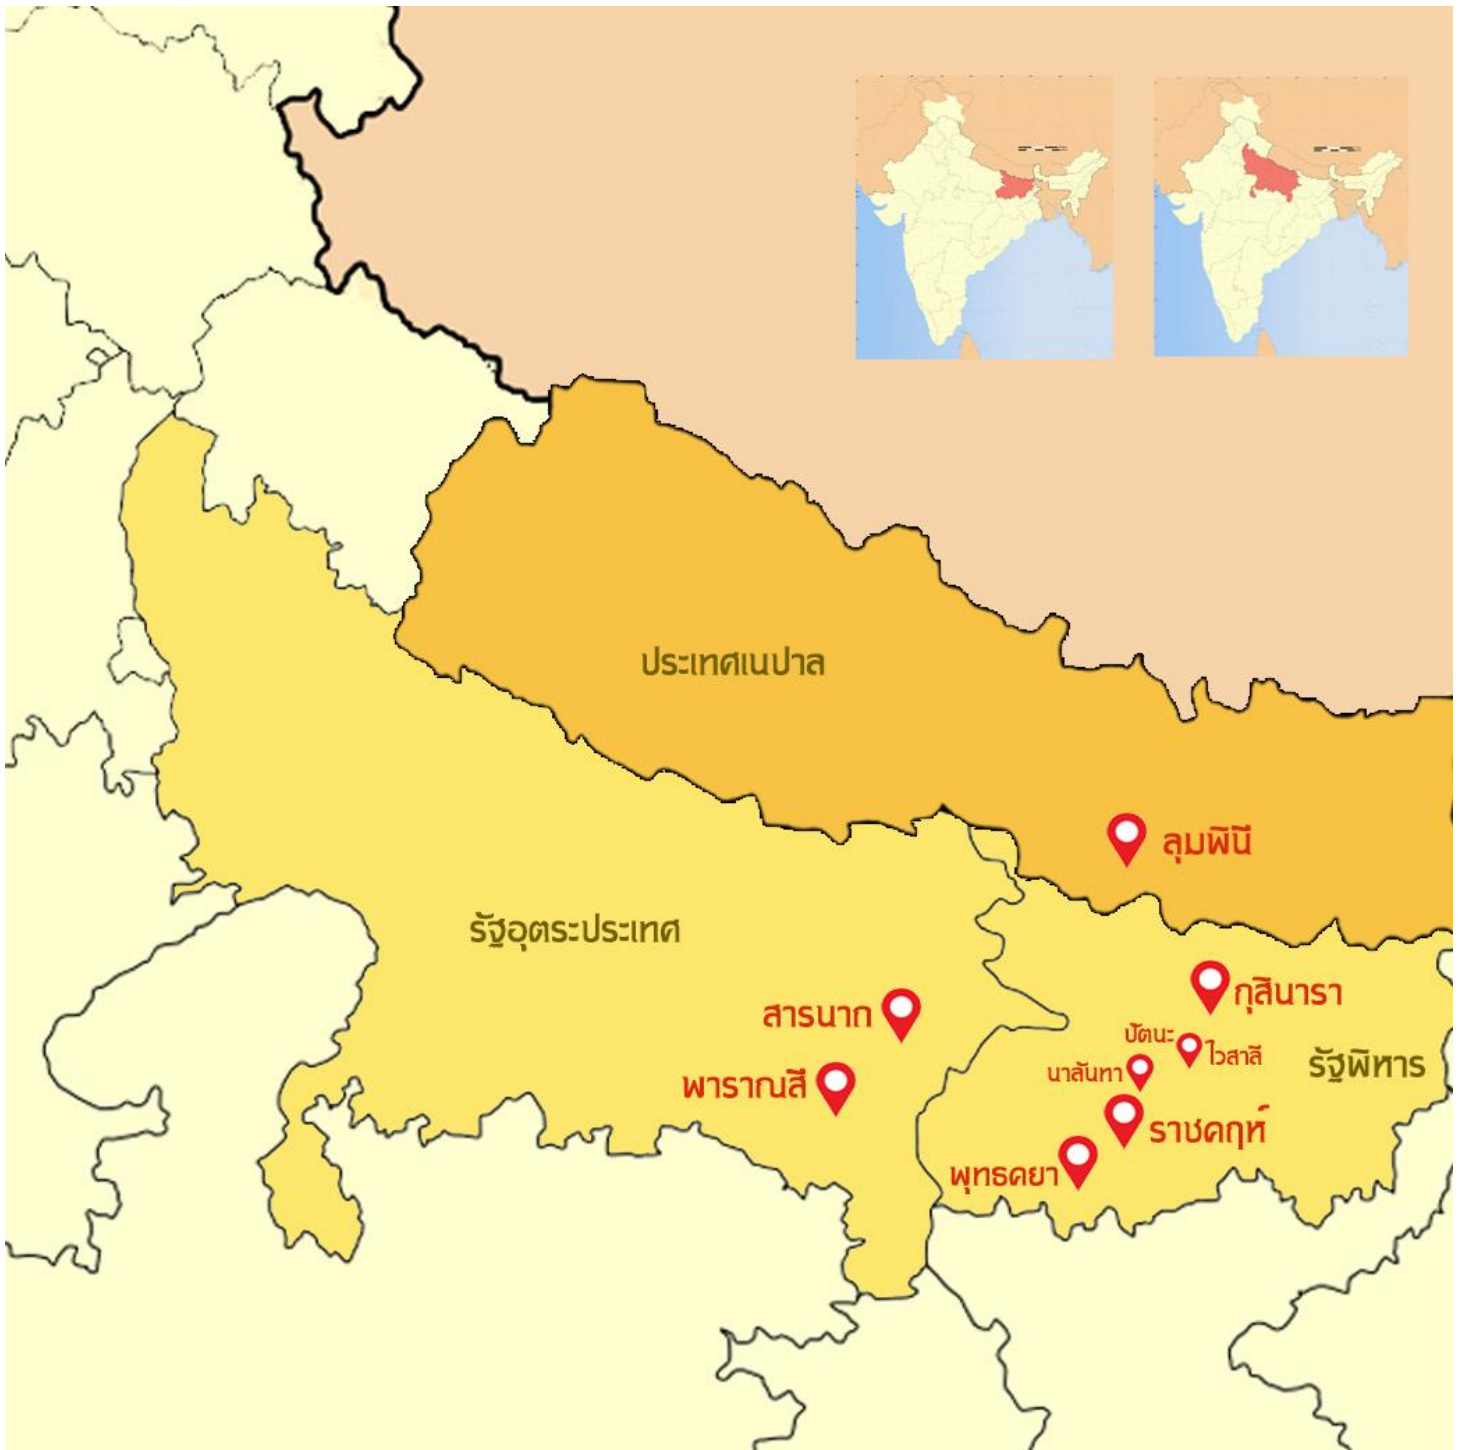 ประเทศเนปาล
ลุมพินี
รัฐอุตระประเทศ
กุสินารา
สารนาก
ปัตนะ
ไวสาลี
รัฐพิหาร
นาลันทา
พาราณสี
ราชคฤห์
พุทธคยา